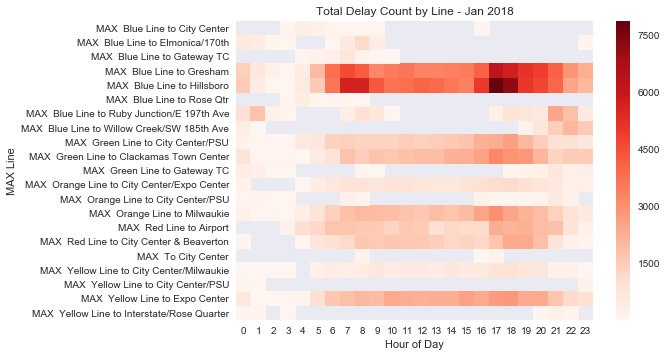 Total Delay Count by Line - Jan 2018
MAX Line
MAX  Blue Line to City Center
MAX  Blue Line to Elmonica/170th
MAX  Blue Line to Gateway TC
MAX  Blue Line to Gresham
MAX  Blue Line to Hillsboro
MAX  Blue Line to Rose Qtr
MAX  Blue Line to Ruby Junction/E 197th Ave
MAX  Blue Line to Willow Creek/SW 185th Ave
MAX  Green Line to City Center/PSU
MAX  Green Line to Clackamas Town Center
MAX  Green Line to Gateway TC
MAX  Orange Line to City Center/Expo Center
MAX  Orange Line to City Center/PSU
MAX  Orange Line to Milwaukie
MAX  Red Line to Airport
MAX  Red Line to City Center & Beaverton
MAX  To City Center
MAX  Yellow Line to City Center/Milwaukie
MAX  Yellow Line to City Center/PSU
MAX  Yellow Line to Expo Center
MAX  Yellow Line to Interstate/Rose Quarter
0 1 2 3 4 5 6 7 8 9 10 11 12 13 14 15 16 17 18 19 20 21 22 23
Hour of Day
7500
6000
4500
3000
1500